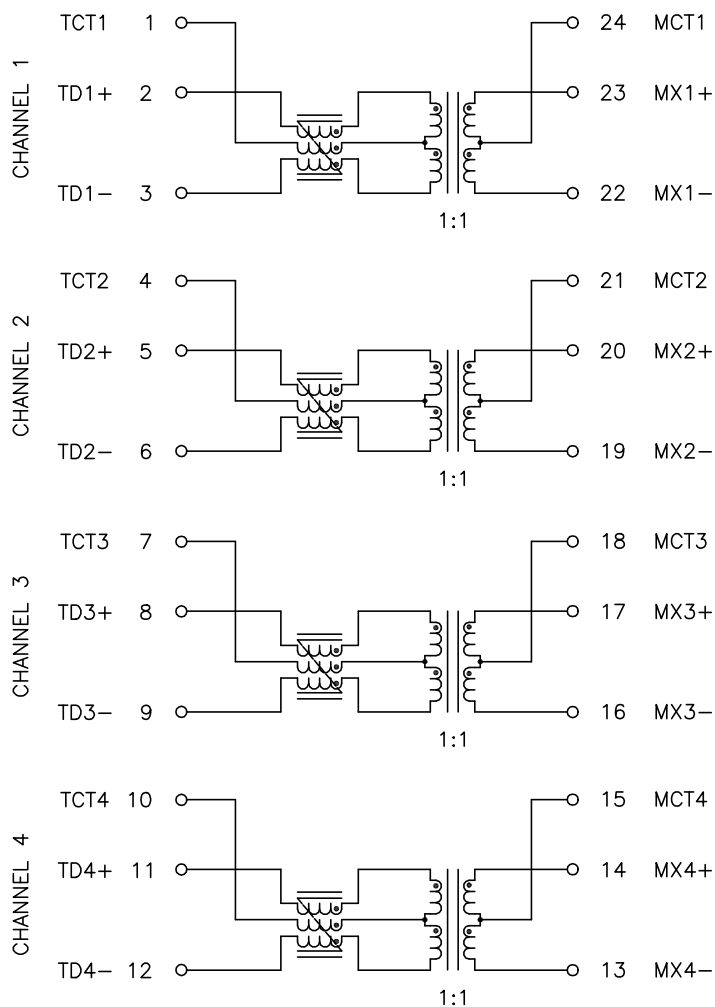 CHANNEL 1
TCT1 1 24 MCT1
TD1+ 2 23 MX1+
TD1− 3 22 MX1−
1:1
CHANNEL 2
TCT2 4 21 MCT2
TD2+ 5 20 MX2+
TD2− 6 19 MX2−
1:1
CHANNEL 3
TCT3 7 18 MCT3
TD3+ 8 17 MX3+
TD3− 9 16 MX3−
1:1
CHANNEL 4
TCT4 10 15 MCT4
TD4+ 11 14 MX4+
TD4− 12 13 MX4−
1:1